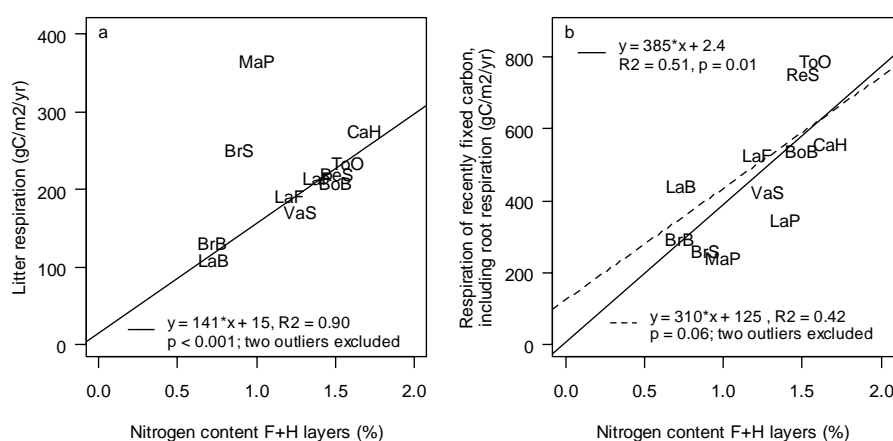 a
400
300
200
100
0
Litter respiration (gC/m2/yr)
MaP
BrS
CaH
ToO
ReS
LaP
BoB
LaF
VaS
BrB
LaB
y = 141*x + 15, R2 = 0.90
p < 0.001; two outliers excluded
0.0 0.5 1.0 1.5 2.0
Nitrogen content F+H layers (%)
b
800
600
400
200
0
Respiration of recently fixed carbon,
including root respiration (gC/m2/yr)
y = 385*x + 2.4
R2 = 0.51, p = 0.01
ToO
ReS
CaH
BoB
LaF
LaB
VaS
LaP
BrB
BrS
MaP
y = 310*x + 125 , R2 = 0.42
p = 0.06; two outliers excluded
0.0 0.5 1.0 1.5 2.0
Nitrogen content F+H layers (%)